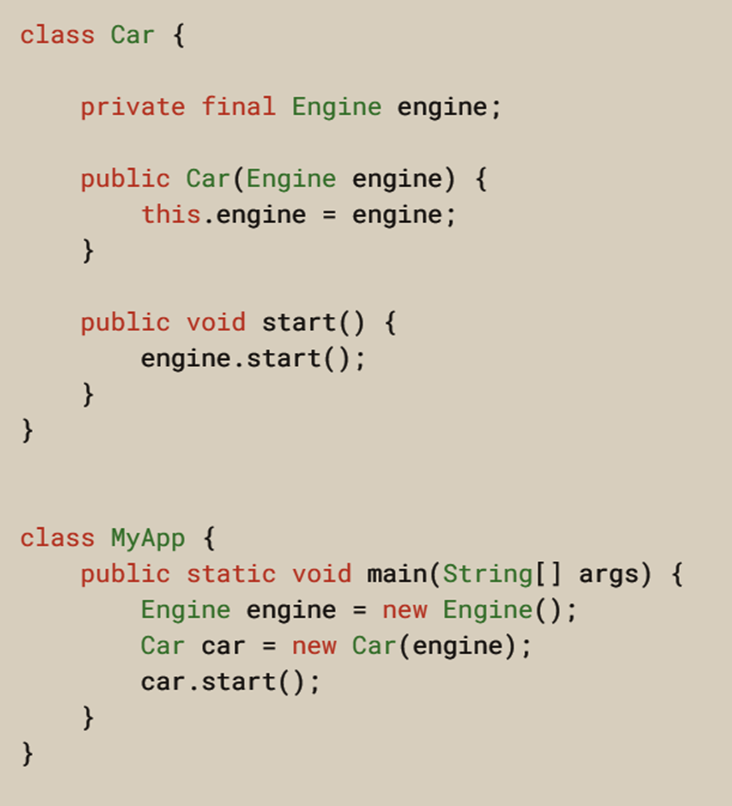 class Car {
    private final Engine engine;
    public Car(Engine engine) {
        this.engine = engine;
    }
    public void start() {
        engine.start();
    }
}
class MyApp {
    public static void main(String[] args) {
        Engine engine = new Engine();
        Car car = new Car(engine);
        car.start();
    }
}